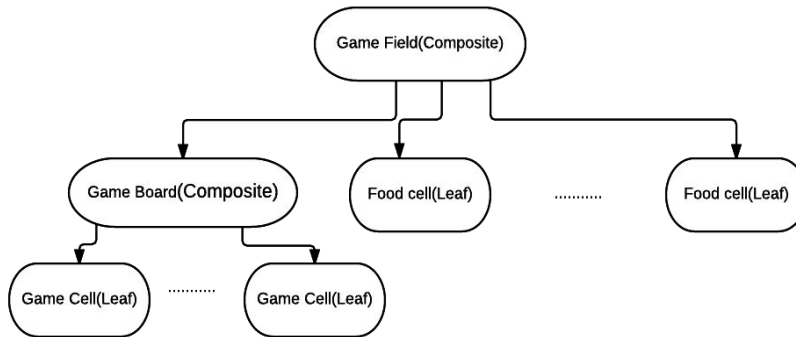 Game Field(Composite)
Game Board(Composite)
Food cell(Leaf)
...........
Food cell(Leaf)
Game Cell(Leaf)
...........
Game Cell(Leaf)